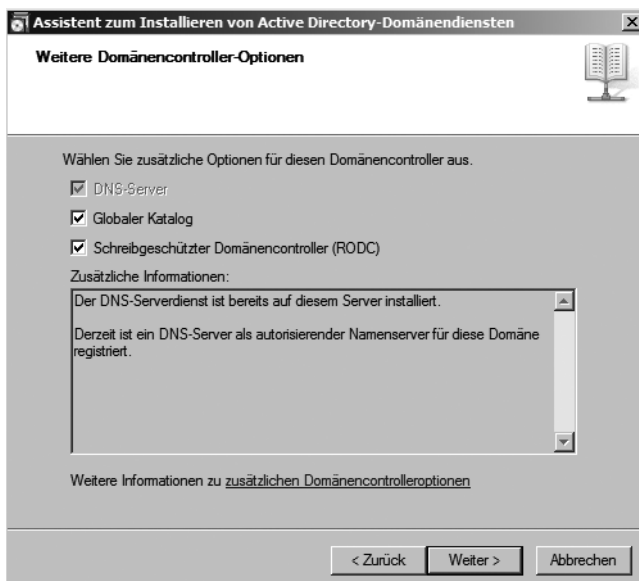 Assistent zum Installieren von Active Directory-Domänendiensten
Weitere Domänencontroller-Optionen
Wählen Sie zusätzliche Optionen für diesen Domänencontroller aus.
DNS-Server
Globaler Katalog
Schreibgeschützter Domänencontroller (RODC)
Zusätzliche Informationen:
Der DNS-Serverdienst ist bereits auf diesem Server installiert.
Derzeit ist ein DNS-Server als autorisierender Namenserver für diese Domäne
registriert.
Weitere Informationen zu zusätzlichen Domänencontrolleroptionen
< Zurück Weiter > Abbrechen